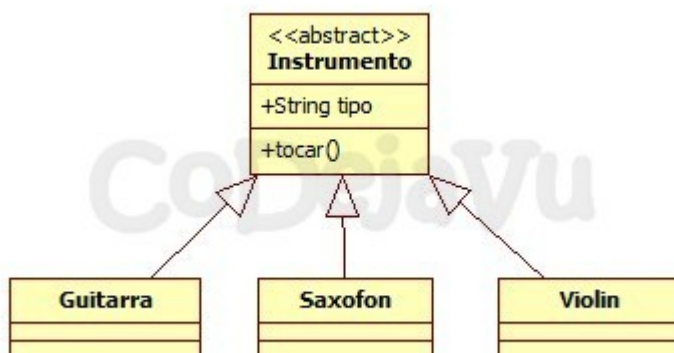 <<abstract>>
Instrumento
+String tipo
+tocar()
CoDejaVu
Guitarra
Saxofon
Violin